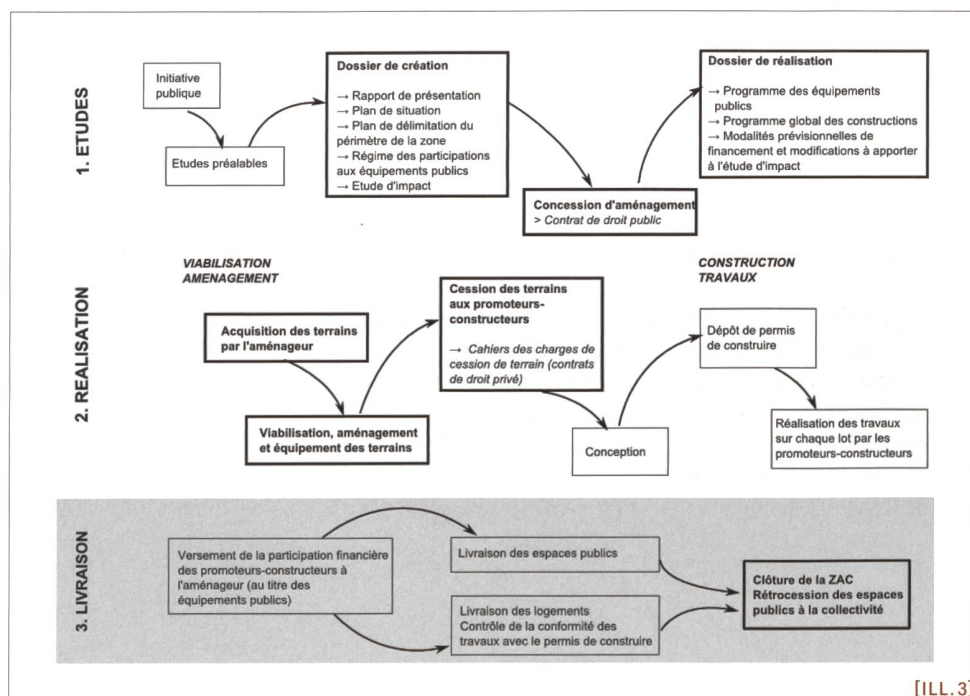 1. ETUDES
Initiative
publique
Etudes préalables
Dossier de création
→ Rapport de présentation
→ Plan de situation
→ Plan de délimitation du
périmètre de la zone
→ Régime des participations
aux équipements publics
→ Etude d'impact
Concession d'aménagement
> Contrat de droit public
Dossier de réalisation
→ Programme des équipements
publics
→ Programme global des constructions
→ Modalités prévisionnelles de
financement et modifications à apporter
à l'étude d'impact
2. REALISATION
VIABILISATION
AMENAGEMENT
Acquisition des terrains
par l'aménageur
Viabilisation, aménagement
et équipement des terrains
Cession des terrains
aux promoteurs-
constructeurs
→ Cahiers des charges de
cession de terrain (contrats
de droit privé)
Conception
CONSTRUCTION
TRAVAUX
Dépôt de permis
de construire
Réalisation des travaux
sur chaque lot par les
promoteurs-constructeurs
3. LIVRAISON
Versement de la participation financière
des promoteurs-constructeurs à
l'aménageur (au titre des
équipements publics)
Livraison des espaces publics
Livraison des logements
Contrôle de la conformité des
travaux avec le permis de construire
Clôture de la ZAC
Rétrocession des espaces
publics à la collectivité
[ILL.3]